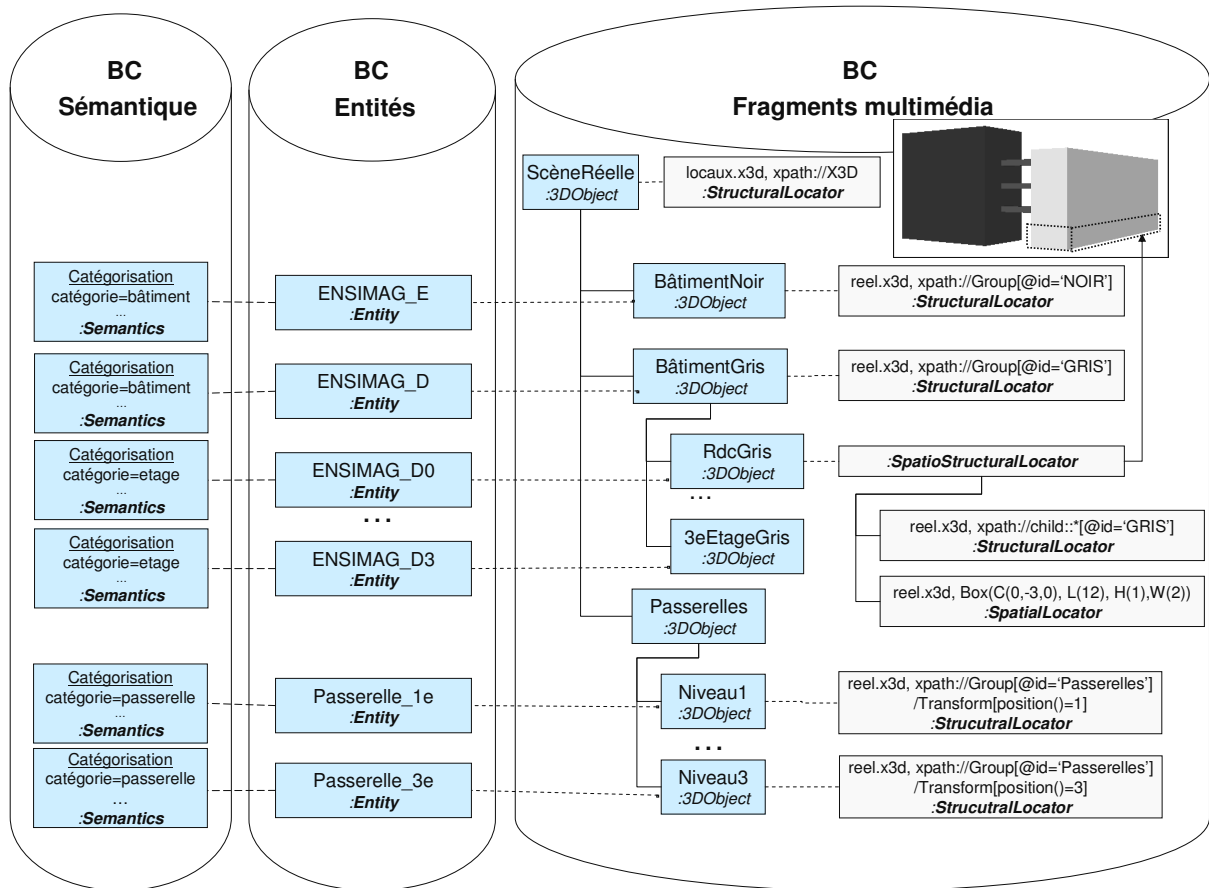 BC
Sémantique
BC
Entités
BC
Fragments multimédia
ScèneRéelle
:3DObject
locaux.x3d, xpath://X3D
:StructuralLocator
Catégorisation
catégorie=bâtiment
...
:Semantics
ENSIMAG_E
:Entity
BâtimentNoir
:3DObject
reel.x3d, xpath://Group[@id=‘NOIR’]
:StructuralLocator
Catégorisation
catégorie=bâtiment
...
:Semantics
ENSIMAG_D
:Entity
BâtimentGris
:3DObject
reel.x3d, xpath://Group[@id=‘GRIS’]
:StructuralLocator
Catégorisation
catégorie=etage
...
:Semantics
ENSIMAG_D0
:Entity
...
RdcGris
:3DObject
...
:SpatioStructuralLocator
Catégorisation
catégorie=etage
...
:Semantics
ENSIMAG_D3
:Entity
3eEtageGris
:3DObject
reel.x3d, xpath://child::*[@id=‘GRIS’]
:StructuralLocator
reel.x3d, Box(C(0,-3,0), L(12), H(1),W(2))
:SpatialLocator
Passerelles
:3DObject
Catégorisation
catégorie=passerelle
...
:Semantics
Passerelle_1e
:Entity
Niveau1
:3DObject
...
reel.x3d, xpath://Group[@id=‘Passerelles’]
/Transform[position()=1]
:StrucutralLocator
Catégorisation
catégorie=passerelle
...
:Semantics
Passerelle_3e
:Entity
Niveau3
:3DObject
reel.x3d, xpath://Group[@id=‘Passerelles’]
/Transform[position()=3]
:StrucutralLocator